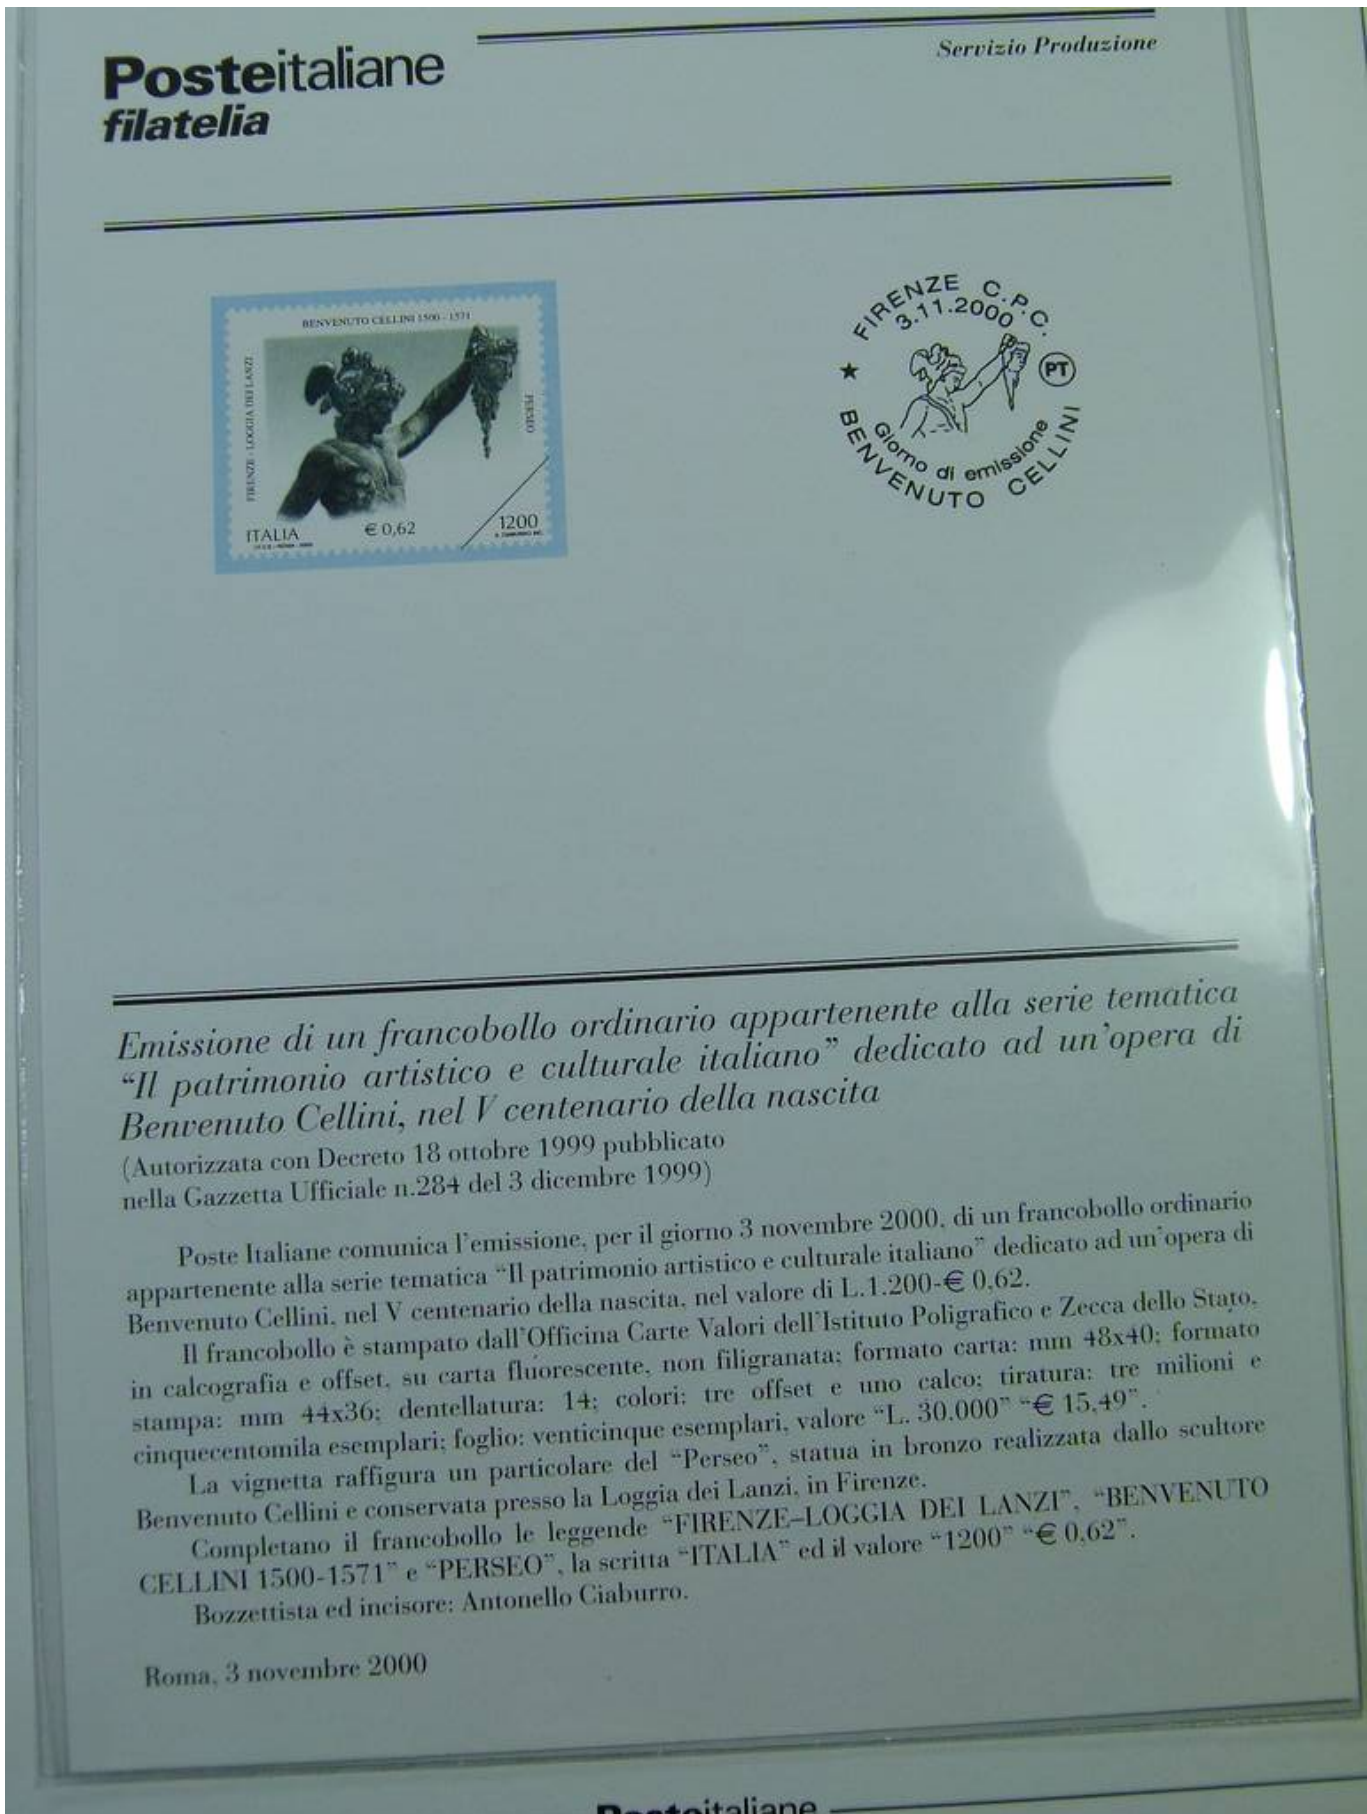 Posteitaliane
filatelia
Servizio Produzione
BENVENUTO CELLINI 1500 - 1571
FIRENZE - LOGGIA DEI LANZI
PERSEO
ITALIA
€ 0,62
1200
FIRENZE C.P.C.
3.11.2000
PT
Giorno di emissione
BENVENUTO CELLINI
Emissione di un francobollo ordinario appartenente alla serie tematica
“Il patrimonio artistico e culturale italiano” dedicato ad un’opera di
Benvenuto Cellini, nel V centenario della nascita
(Autorizzata con Decreto 18 ottobre 1999 pubblicato
nella Gazzetta Ufficiale n.284 del 3 dicembre 1999)
Poste Italiane comunica l’emissione, per il giorno 3 novembre 2000, di un francobollo ordinario
appartenente alla serie tematica “Il patrimonio artistico e culturale italiano” dedicato ad un’opera di
Benvenuto Cellini, nel V centenario della nascita, nel valore di L.1.200-€ 0,62.
Il francobollo è stampato dall’Officina Carte Valori dell’Istituto Poligrafico e Zecca dello Stato,
in calcografia e offset, su carta fluorescente, non filigranata; formato carta: mm 48x40; formato
stampa: mm 44x36; dentellatura: 14; colori: tre offset e uno calco; tiratura: tre milioni e
cinquecentomila esemplari; foglio: venticinque esemplari, valore “L. 30.000” “€ 15,49”.
La vignetta raffigura un particolare del “Perseo”, statua in bronzo realizzata dallo scultore
Benvenuto Cellini e conservata presso la Loggia dei Lanzi, in Firenze.
Completano il francobollo le leggende “FIRENZE–LOGGIA DEI LANZI”, “BENVENUTO
CELLINI 1500-1571” e “PERSEO”, la scritta “ITALIA” ed il valore “1200” “€ 0,62”.
Bozzettista ed incisore: Antonello Ciaburro.
Roma, 3 novembre 2000
Posteitaliane